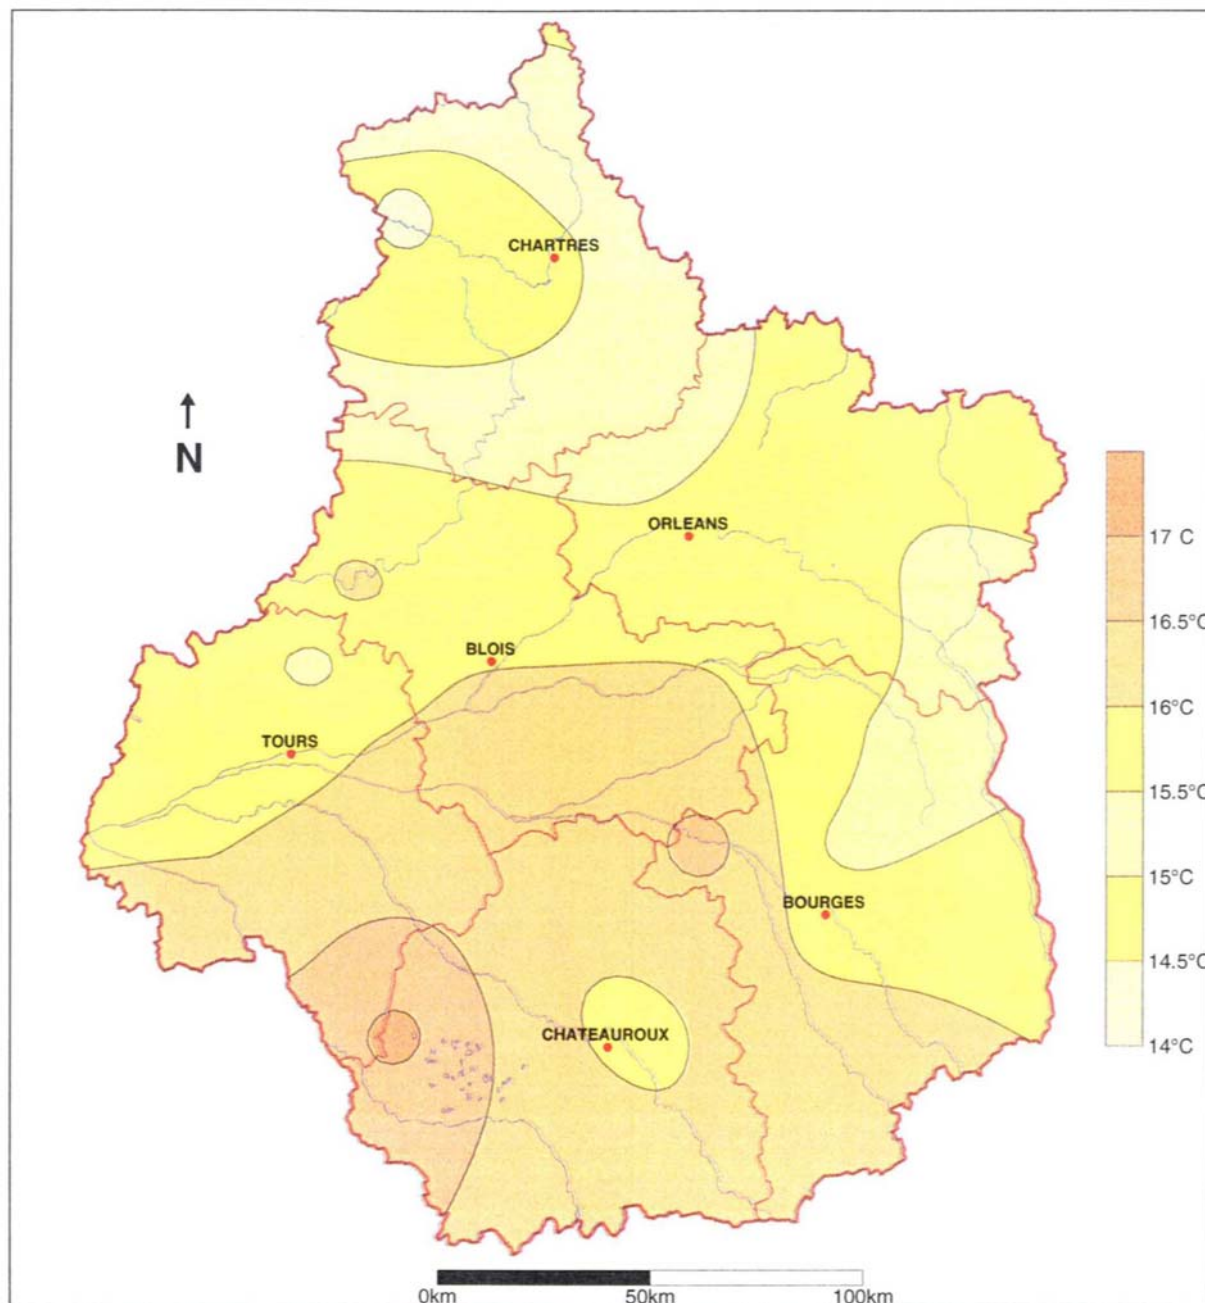 CHARTRES
N
ORLEANS
17 C
16.5°C
BLOIS
16°C
TOURS
15.5°C
15°C
BOURGES
14.5°C
CHATEAUROUX
14°C
0km 50km 100km